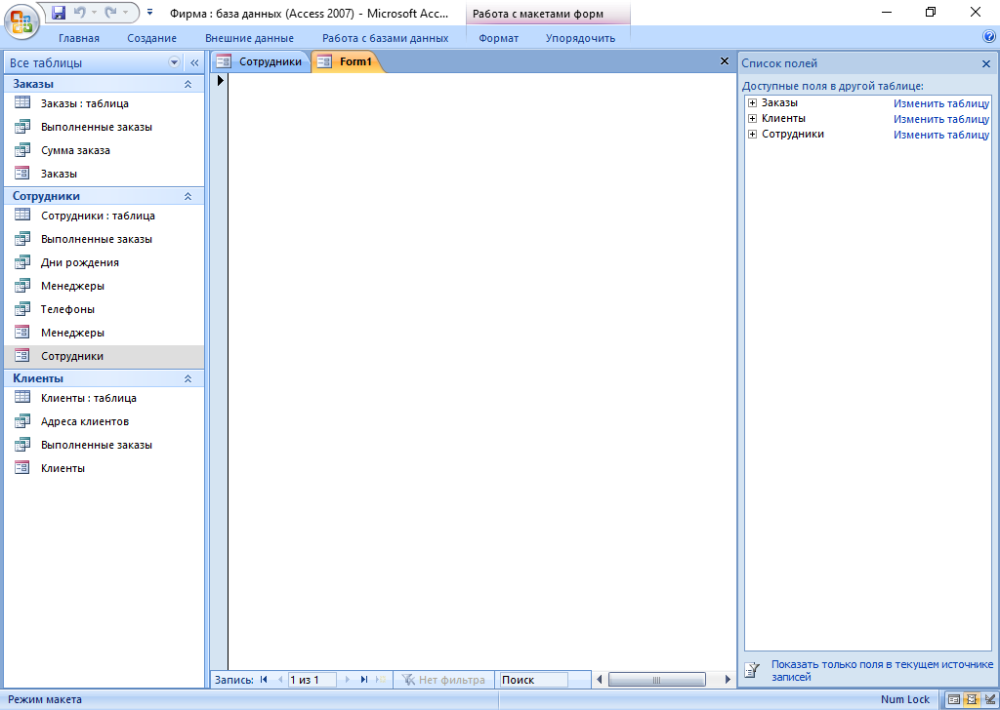 Фирма : база данных (Access 2007) - Microsoft Acc...
Работа с макетами форм
Главная
Создание
Внешние данные
Работа с базами данных
Формат
Упорядочить
Все таблицы
Заказы
Заказы : таблица
Выполненные заказы
Сумма заказа
Заказы
Сотрудники
Сотрудники : таблица
Выполненные заказы
Дни рождения
Менеджеры
Телефоны
Менеджеры
Сотрудники
Клиенты
Клиенты : таблица
Адреса клиентов
Выполненные заказы
Клиенты
Сотрудники
Form1
Запись:
1 из 1
Нет фильтра
Поиск
Список полей
Доступные поля в другой таблице:
Заказы Изменить таблицу
Клиенты Изменить таблицу
Сотрудники Изменить таблицу
Показать только поля в текущем источнике
записей
Режим макета
Num Lock